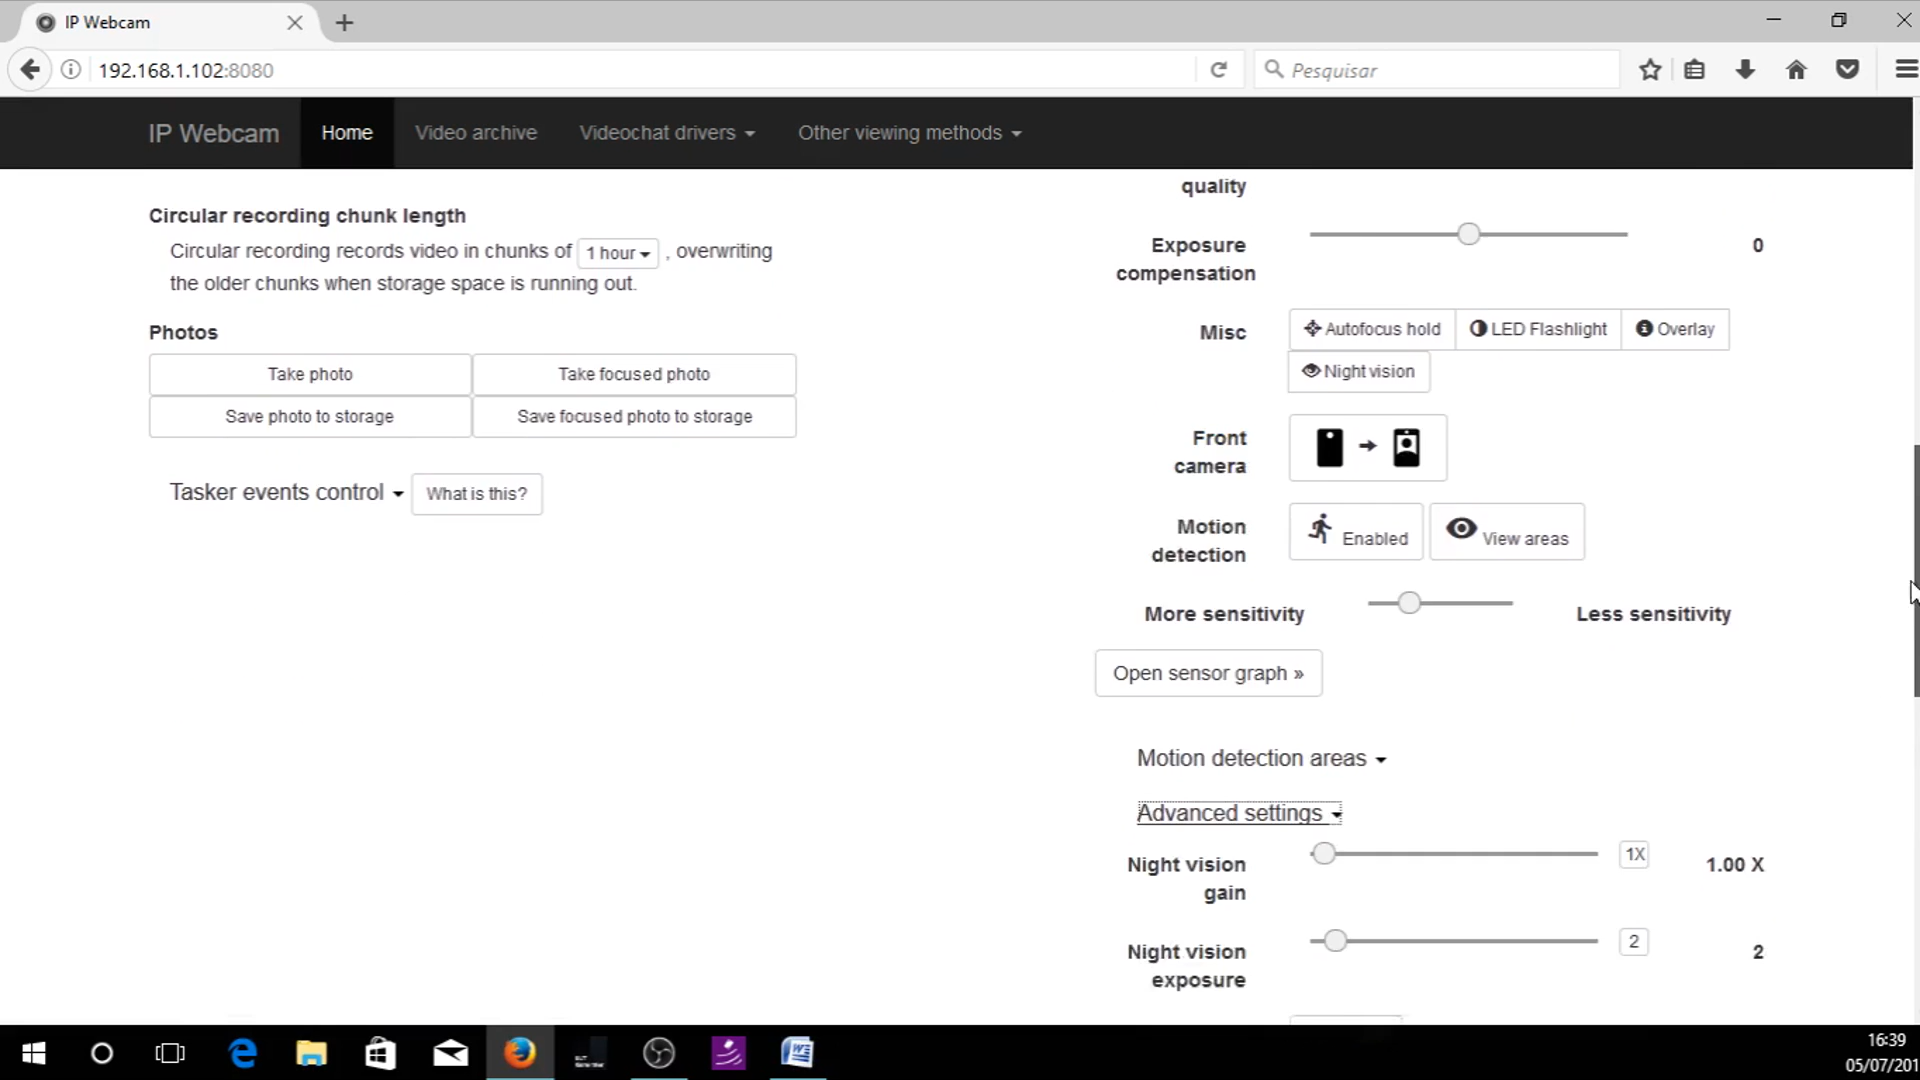 IP Webcam
192.168.1.102:8080
Pesquisar
IP Webcam Home Video archive Videochat drivers Other viewing methods
Circular recording chunk length
Circular recording records video in chunks of 1 hour , overwriting
the older chunks when storage space is running out.
Photos
Take photo Take focused photo
Save photo to storage Save focused photo to storage
Tasker events control What is this?
quality
Exposure
compensation
0
Misc
Autofocus hold LED Flashlight Overlay
Night vision
Front
camera
Motion
detection
Enabled View areas
More sensitivity Less sensitivity
Open sensor graph »
Motion detection areas
Advanced settings
Night vision
gain
1X 1.00 X
Night vision
exposure
2 2
16:39
05/07/201